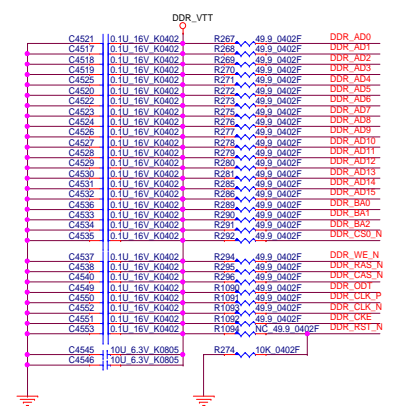 DDR_VTT
C4521 0.1U_16V_K0402 R267 49.9_0402F DDR_AD0
C4517 0.1U_16V_K0402 R268 49.9_0402F DDR_AD1
C4518 0.1U_16V_K0402 R269 49.9_0402F DDR_AD2
C4519 0.1U_16V_K0402 R270 49.9_0402F DDR_AD3
C4525 0.1U_16V_K0402 R271 49.9_0402F DDR_AD4
C4520 0.1U_16V_K0402 R272 49.9_0402F DDR_AD5
C4522 0.1U_16V_K0402 R273 49.9_0402F DDR_AD6
C4523 0.1U_16V_K0402 R275 49.9_0402F DDR_AD7
C4524 0.1U_16V_K0402 R276 49.9_0402F DDR_AD8
C4526 0.1U_16V_K0402 R277 49.9_0402F DDR_AD9
C4527 0.1U_16V_K0402 R278 49.9_0402F DDR_AD10
C4528 0.1U_16V_K0402 R279 49.9_0402F DDR_AD11
C4529 0.1U_16V_K0402 R280 49.9_0402F DDR_AD12
C4530 0.1U_16V_K0402 R281 49.9_0402F DDR_AD13
C4531 0.1U_16V_K0402 R285 49.9_0402F DDR_AD14
C4532 0.1U_16V_K0402 R286 49.9_0402F DDR_AD15
C4536 0.1U_16V_K0402 R289 49.9_0402F DDR_BA0
C4533 0.1U_16V_K0402 R290 49.9_0402F DDR_BA1
C4534 0.1U_16V_K0402 R291 49.9_0402F DDR_BA2
C4535 0.1U_16V_K0402 R292 49.9_0402F DDR_CS0_N
C4537 0.1U_16V_K0402 R294 49.9_0402F DDR_WE_N
C4538 0.1U_16V_K0402 R295 49.9_0402F DDR_RAS_N
C4540 0.1U_16V_K0402 R296 49.9_0402F DDR_CAS_N
C4549 0.1U_16V_K0402 R1090 49.9_0402F DDR_ODT
C4550 0.1U_16V_K0402 R1091 49.9_0402F DDR_CLK_P
C4552 0.1U_16V_K0402 R1093 49.9_0402F DDR_CLK_N
C4551 0.1U_16V_K0402 R1092 49.9_0402F DDR_CKE
C4553 0.1U_16V_K0402 R1094 NC_49.9_0402F DDR_RST_N
C4545 10U_6.3V_K0805 R274 10K_0402F
C4546 10U_6.3V_K0805